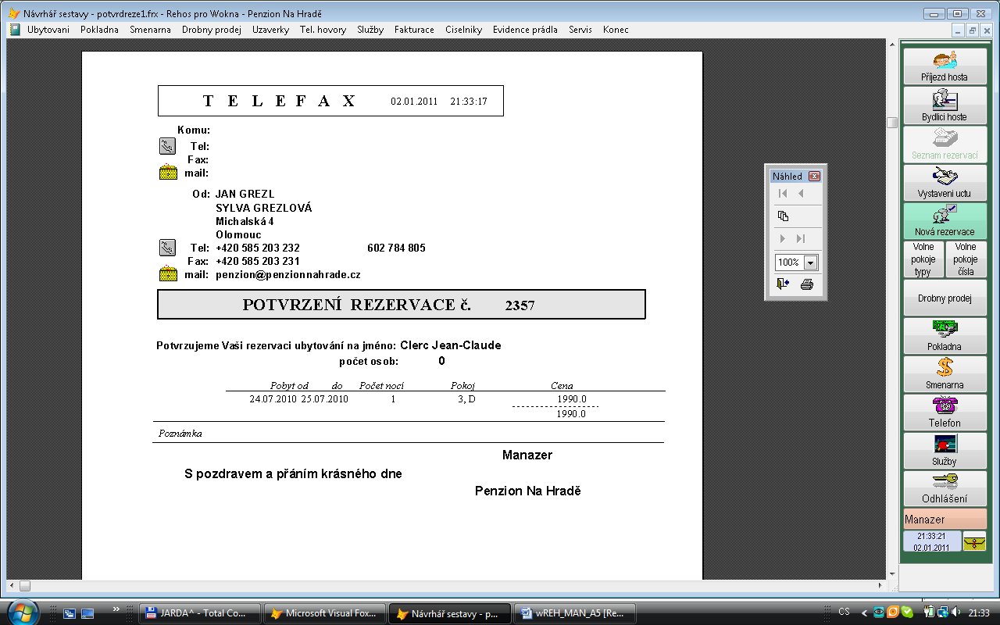 Návrhář sestavy - potvrdreze1.frx - Rehos pro Wokna - Penzion Na Hradě
Ubytovani Pokladna Smenarna Drobny prodej Uzaverky Tel. hovory Služby Fakturace Ciselniky Evidence prádla Servis Konec
T E L E F A X 02.01.2011 21:33:17
Komu:
Tel:
Fax:
mail:
Od: JAN GREZL
SYLVA GREZLOVÁ
Michalská 4
Olomouc
Tel: +420 585 203 232 602 784 805
Fax: +420 585 203 231
mail: penzion@penzionnahrade.cz
POTVRZENÍ REZERVACE č. 2357
Potvrzujeme Vaši rezervaci ubytování na jméno: Clerc Jean-Claude
počet osob: 0
Pobyt od do Počet nocí Pokoj Cena
24.07.2010 25.07.2010 1 3, D 1990.0
1990.0
Poznámka
Manazer
S pozdravem a přáním krásného dne
Penzion Na Hradě
Náhled
100%
Příjezd hosta
Bydlici hoste
Seznam rezervací
Vystaveni uctu
Nová rezervace
Volne pokoje typy
Volne pokoje čísla
Drobny prodej
Pokladna
Smenarna
Telefon
Služby
Odhlášení
Manazer
21:33:21
02.01.2011
JARDA^ - Total Co... Microsoft Visual Fox... Návrhář sestavy - p... wREH_MAN_A5 [Re... CS 21:33